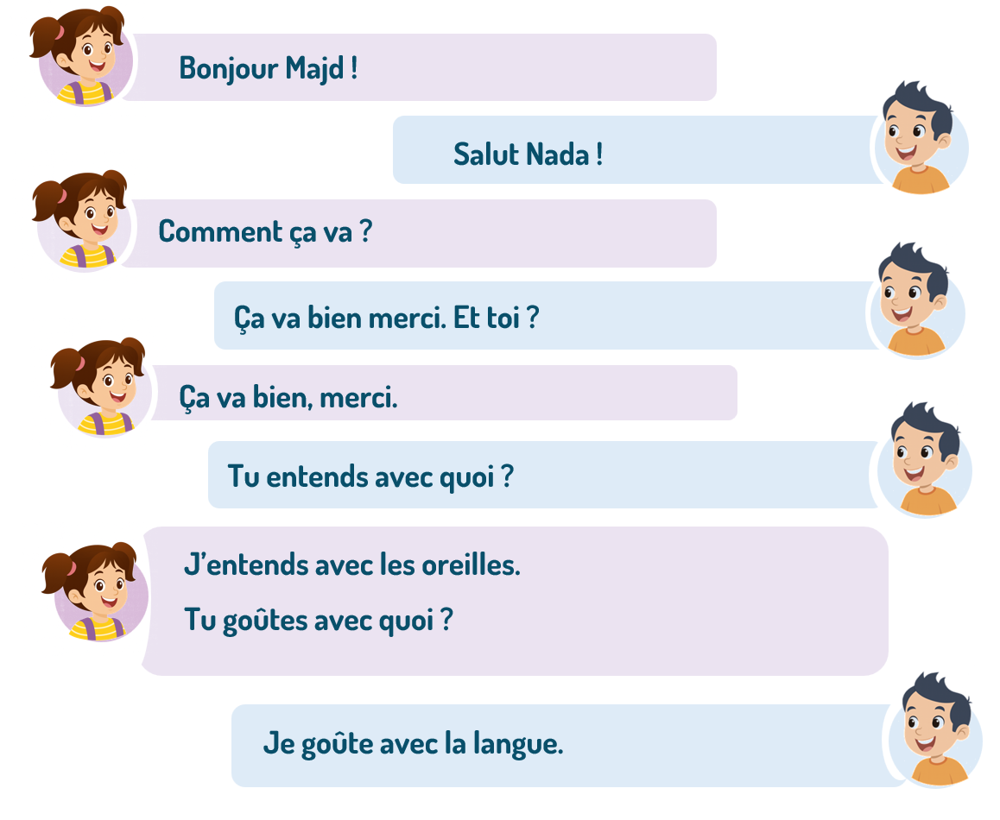 Bonjour Majd !
Salut Nada !
Comment ça va ?
Ça va bien merci. Et toi ?
Ça va bien, merci.
Tu entends avec quoi ?
J’entends avec les oreilles.
Tu goûtes avec quoi ?
Je goûte avec la langue.